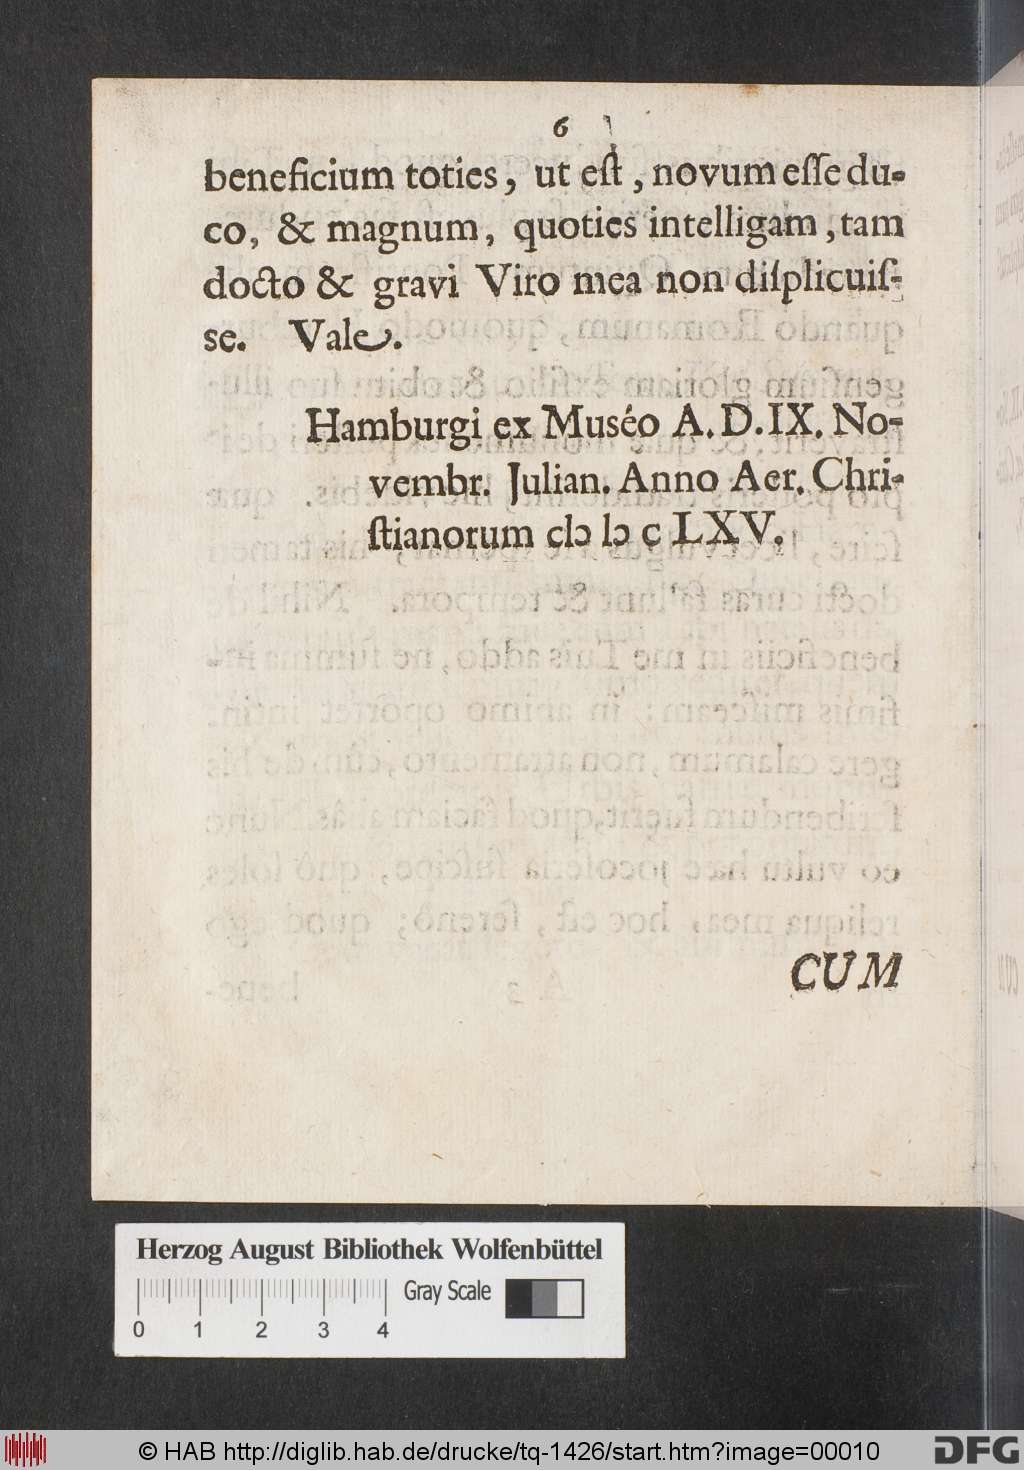 6
beneficium toties, ut eſt, novum eſſe du-
co, & magnum, quoties intelligam, tam
docto & gravi Viro mea non diſplicuiſ-
se. Vale.
Hamburgi ex Muséo A. D. IX. No-
vembr. Julian. Anno Aer. Chri-
ſtianorum cIↄ Iↄ c LXV.
CUM
Herzog August Bibliothek Wolfenbüttel
Gray Scale
0 1 2 3 4
© HAB http://diglib.hab.de/drucke/tq-1426/start.htm?image=00010
DFG